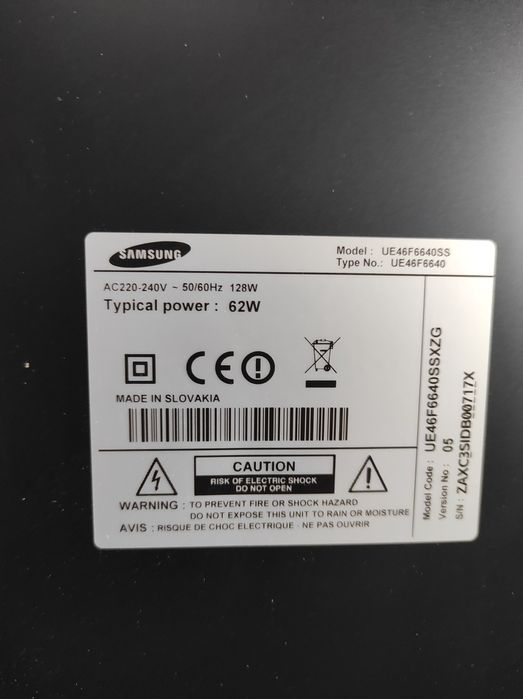 SAMSUNG
Model : UE46F6640SS
Type No.: UE46F6640
AC220-240V ~ 50/60Hz 128W
Typical power : 62W
MADE IN SLOVAKIA
CAUTION
RISK OF ELECTRIC SHOCK
DO NOT OPEN
WARNING : TO PREVENT FIRE OR SHOCK HAZARD
DO NOT EXPOSE THIS UNIT TO RAIN OR MOISTURE
AVIS : RISQUE DE CHOC ELECTRIQUE - NE PAS OUVRIR
Model Code : UE46F6640SSXZG
Version No : 05
S/N : ZAXC3SIDB00717X